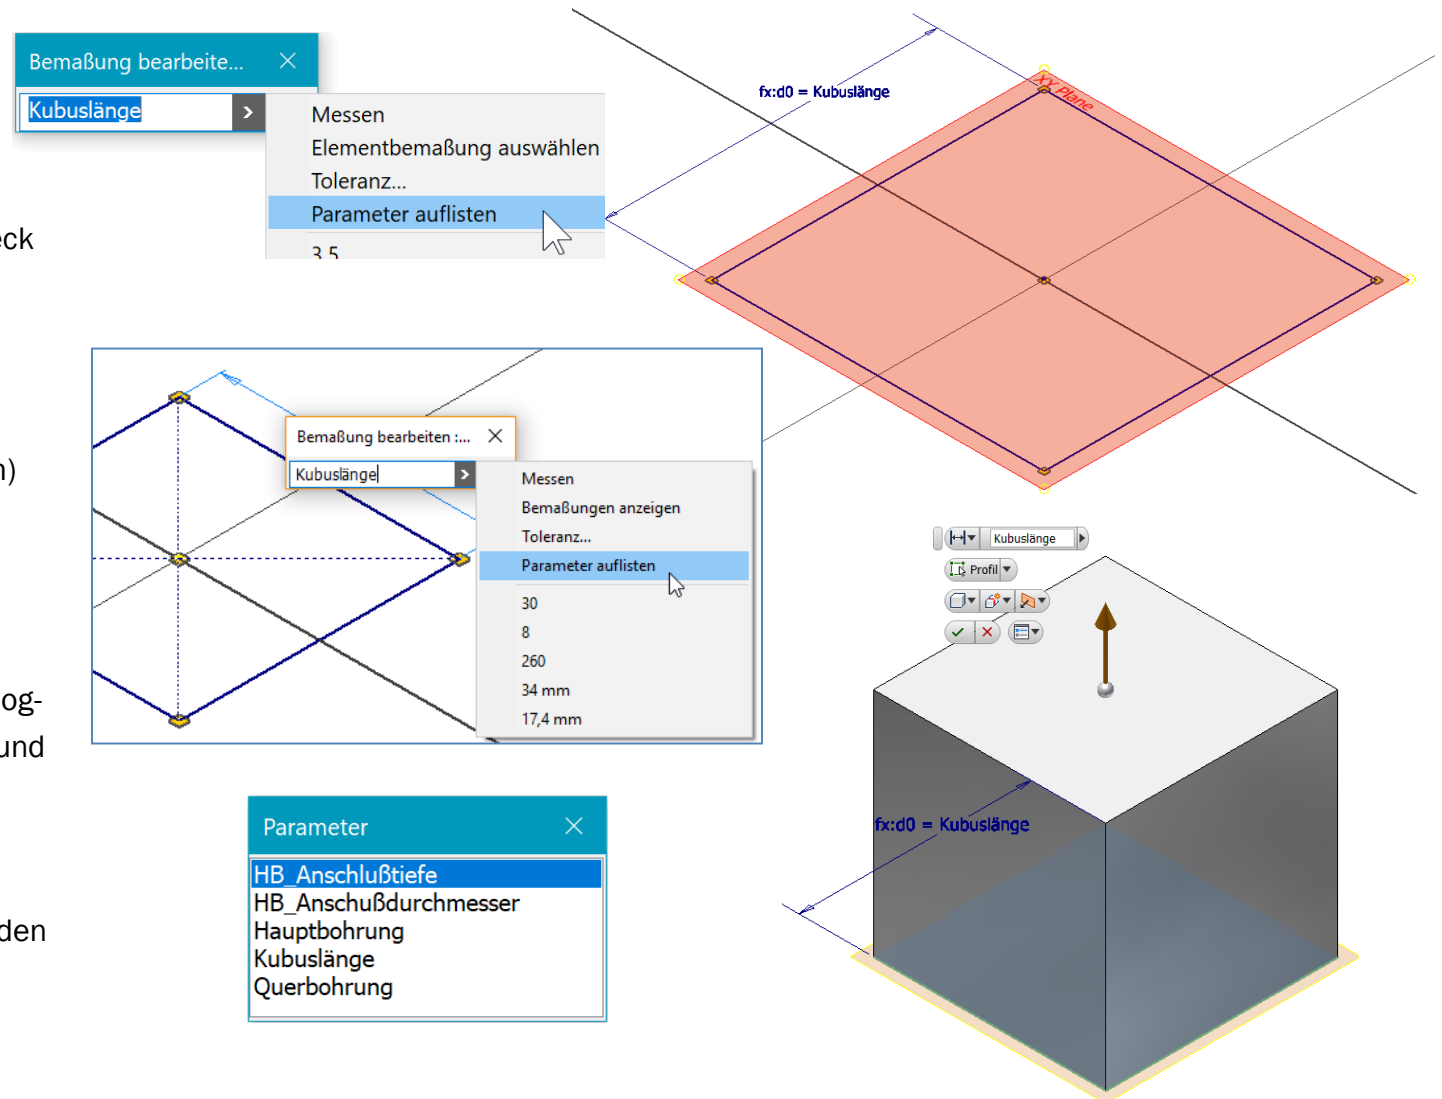 Bemaßung bearbeite...
Kubuslänge
Messen
Elementbemaßung auswählen
Toleranz...
Parameter auflisten
3,5
fx:d0 = Kubuslänge
XY Plane
eck
Bemaßung bearbeiten :...
Kubuslänge
Messen
Bemaßungen anzeigen
Toleranz...
Parameter auflisten
30
8
260
34 mm
17,4 mm
n)
Kubuslänge
Profil
og-
und
fx:d0 = Kubuslänge
Parameter
HB_Anschlußtiefe
HB_Anschußdurchmesser
Hauptbohrung
Kubuslänge
Querbohrung
den